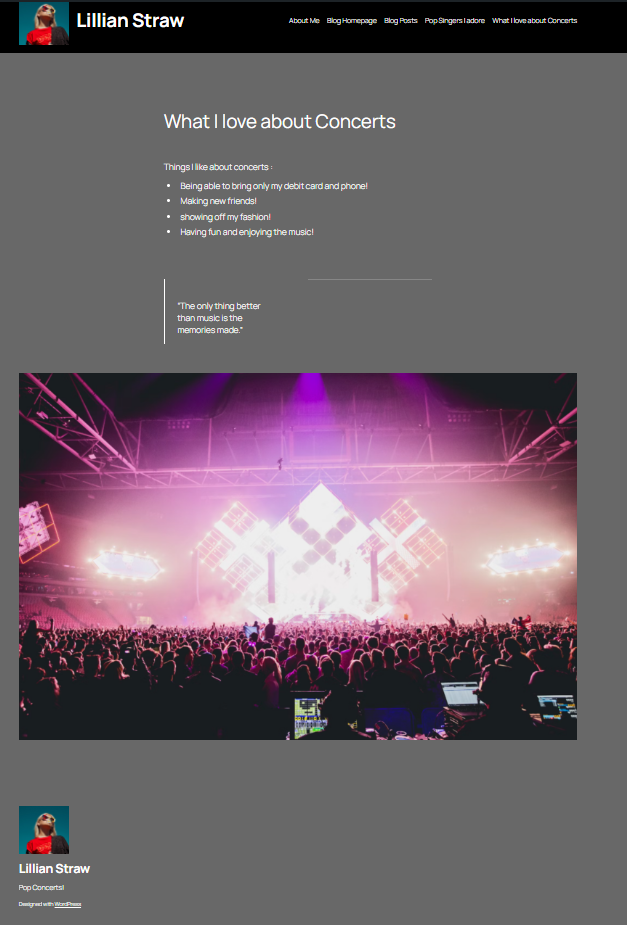 Lillian Straw
About Me Blog Homepage Blog Posts Pop Singers I adore What I love about Concerts
What I love about Concerts
Things I like about concerts :
Being able to bring only my debit card and phone!
Making new friends!
showing off my fashion!
Having fun and enjoying the music!
"The only thing better
than music is the
memories made."
Lillian Straw
Pop Concerts!
Designed with WordPress